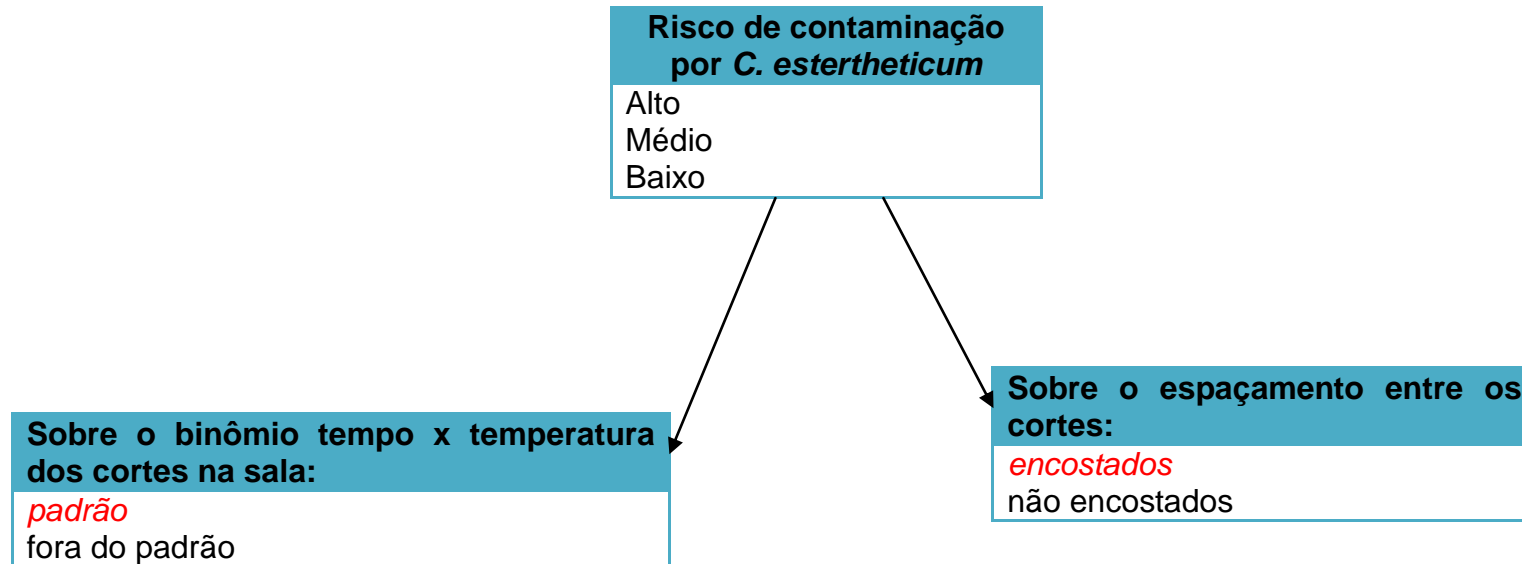 Risco de contaminação
por C. estertheticum
Alto
Médio
Baixo
Sobre o binômio tempo x temperatura
dos cortes na sala:
padrão
fora do padrão
Sobre o espaçamento entre os
cortes:
encostados
não encostados